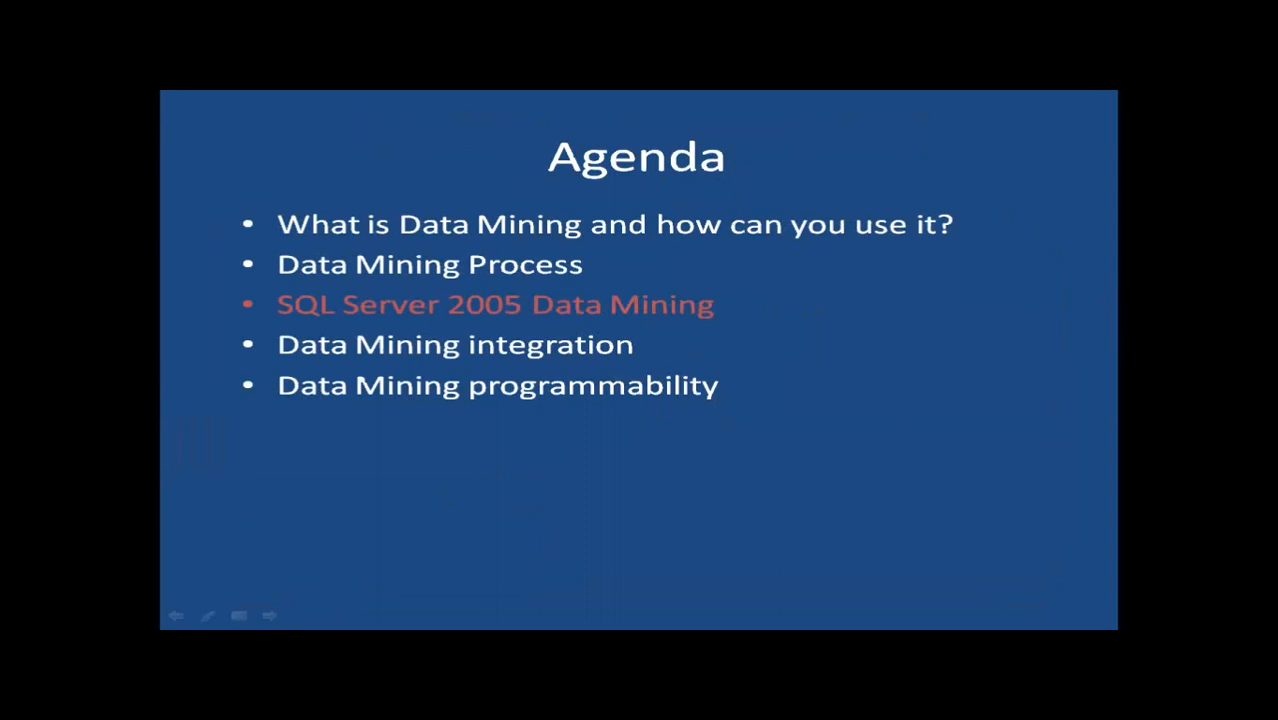 Agenda
• What is Data Mining and how can you use it?
• Data Mining Process
• SQL Server 2005 Data Mining
• Data Mining integration
• Data Mining programmability